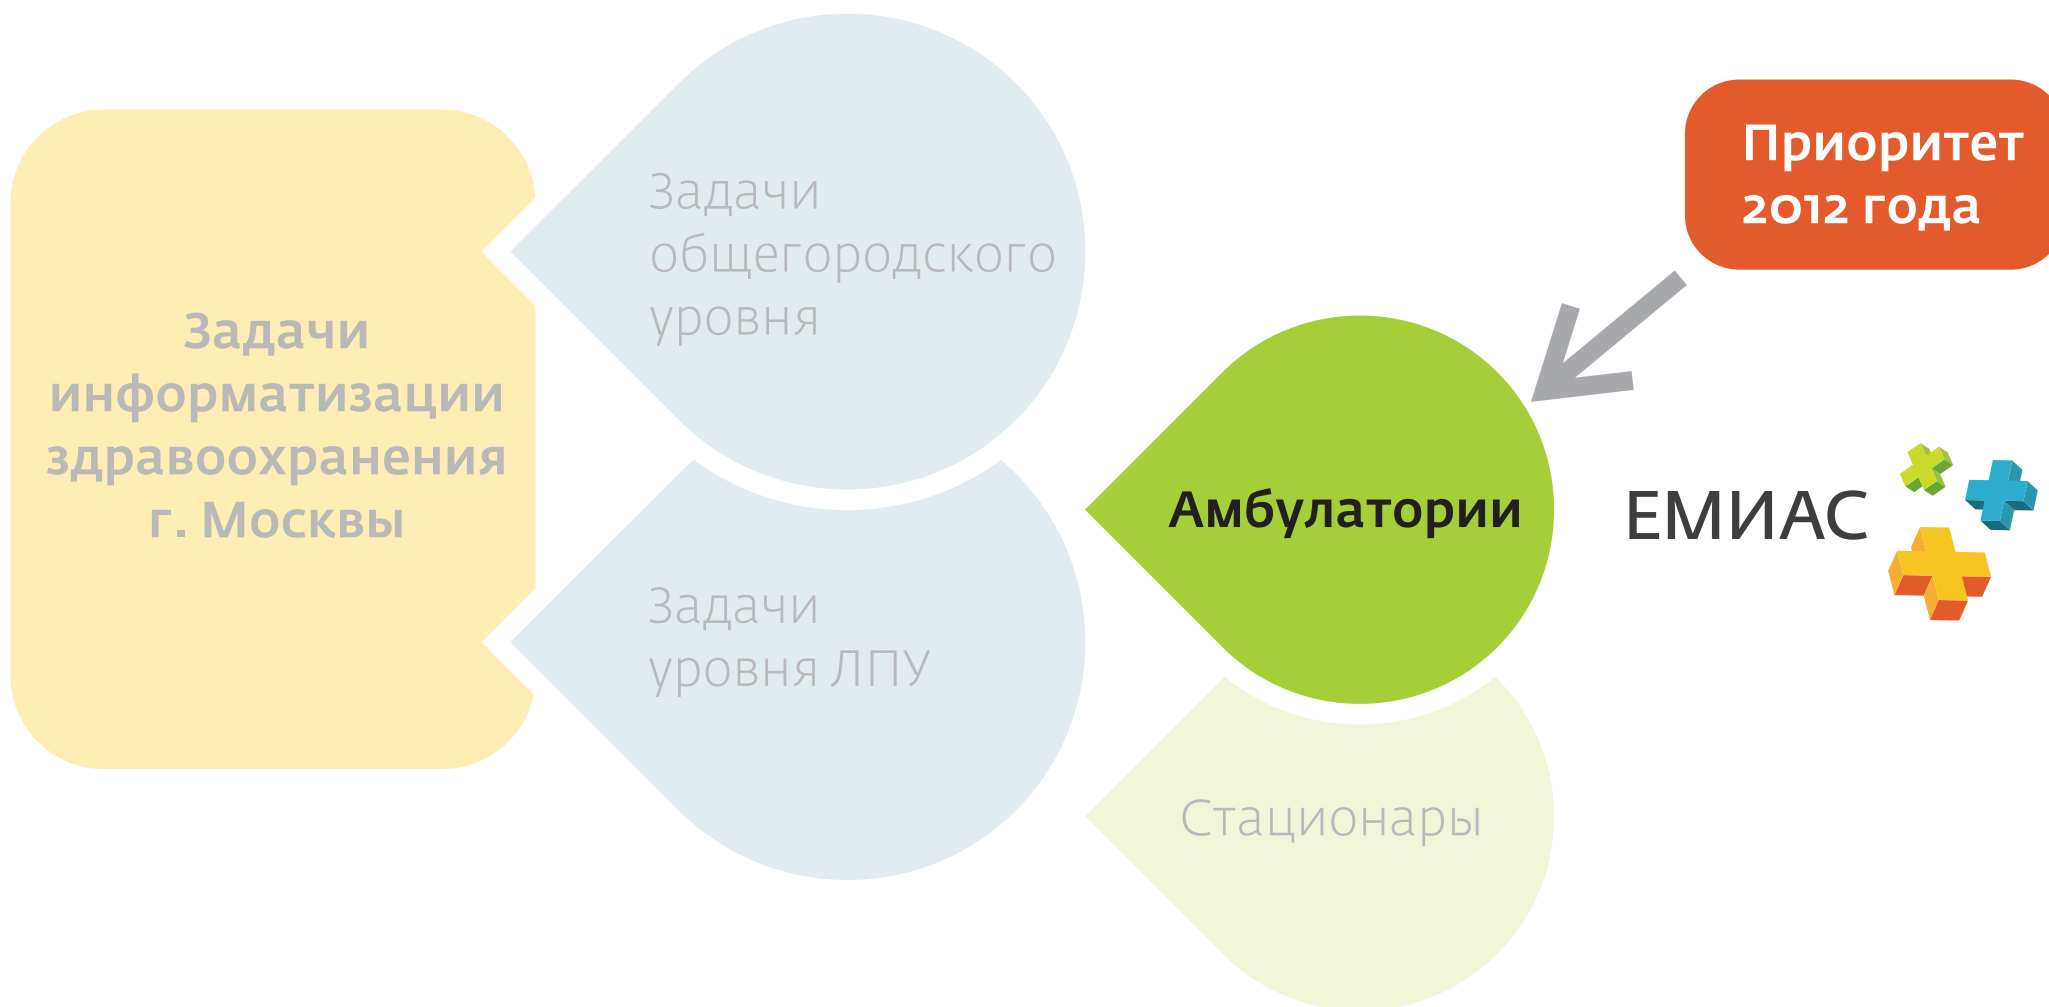 Задачи
информатизации
здравоохранения
г. Москвы
Задачи
общегородского
уровня
Задачи
уровня ЛПУ
Амбулатории
Стационары
Приоритет
2012 года
ЕМИАС